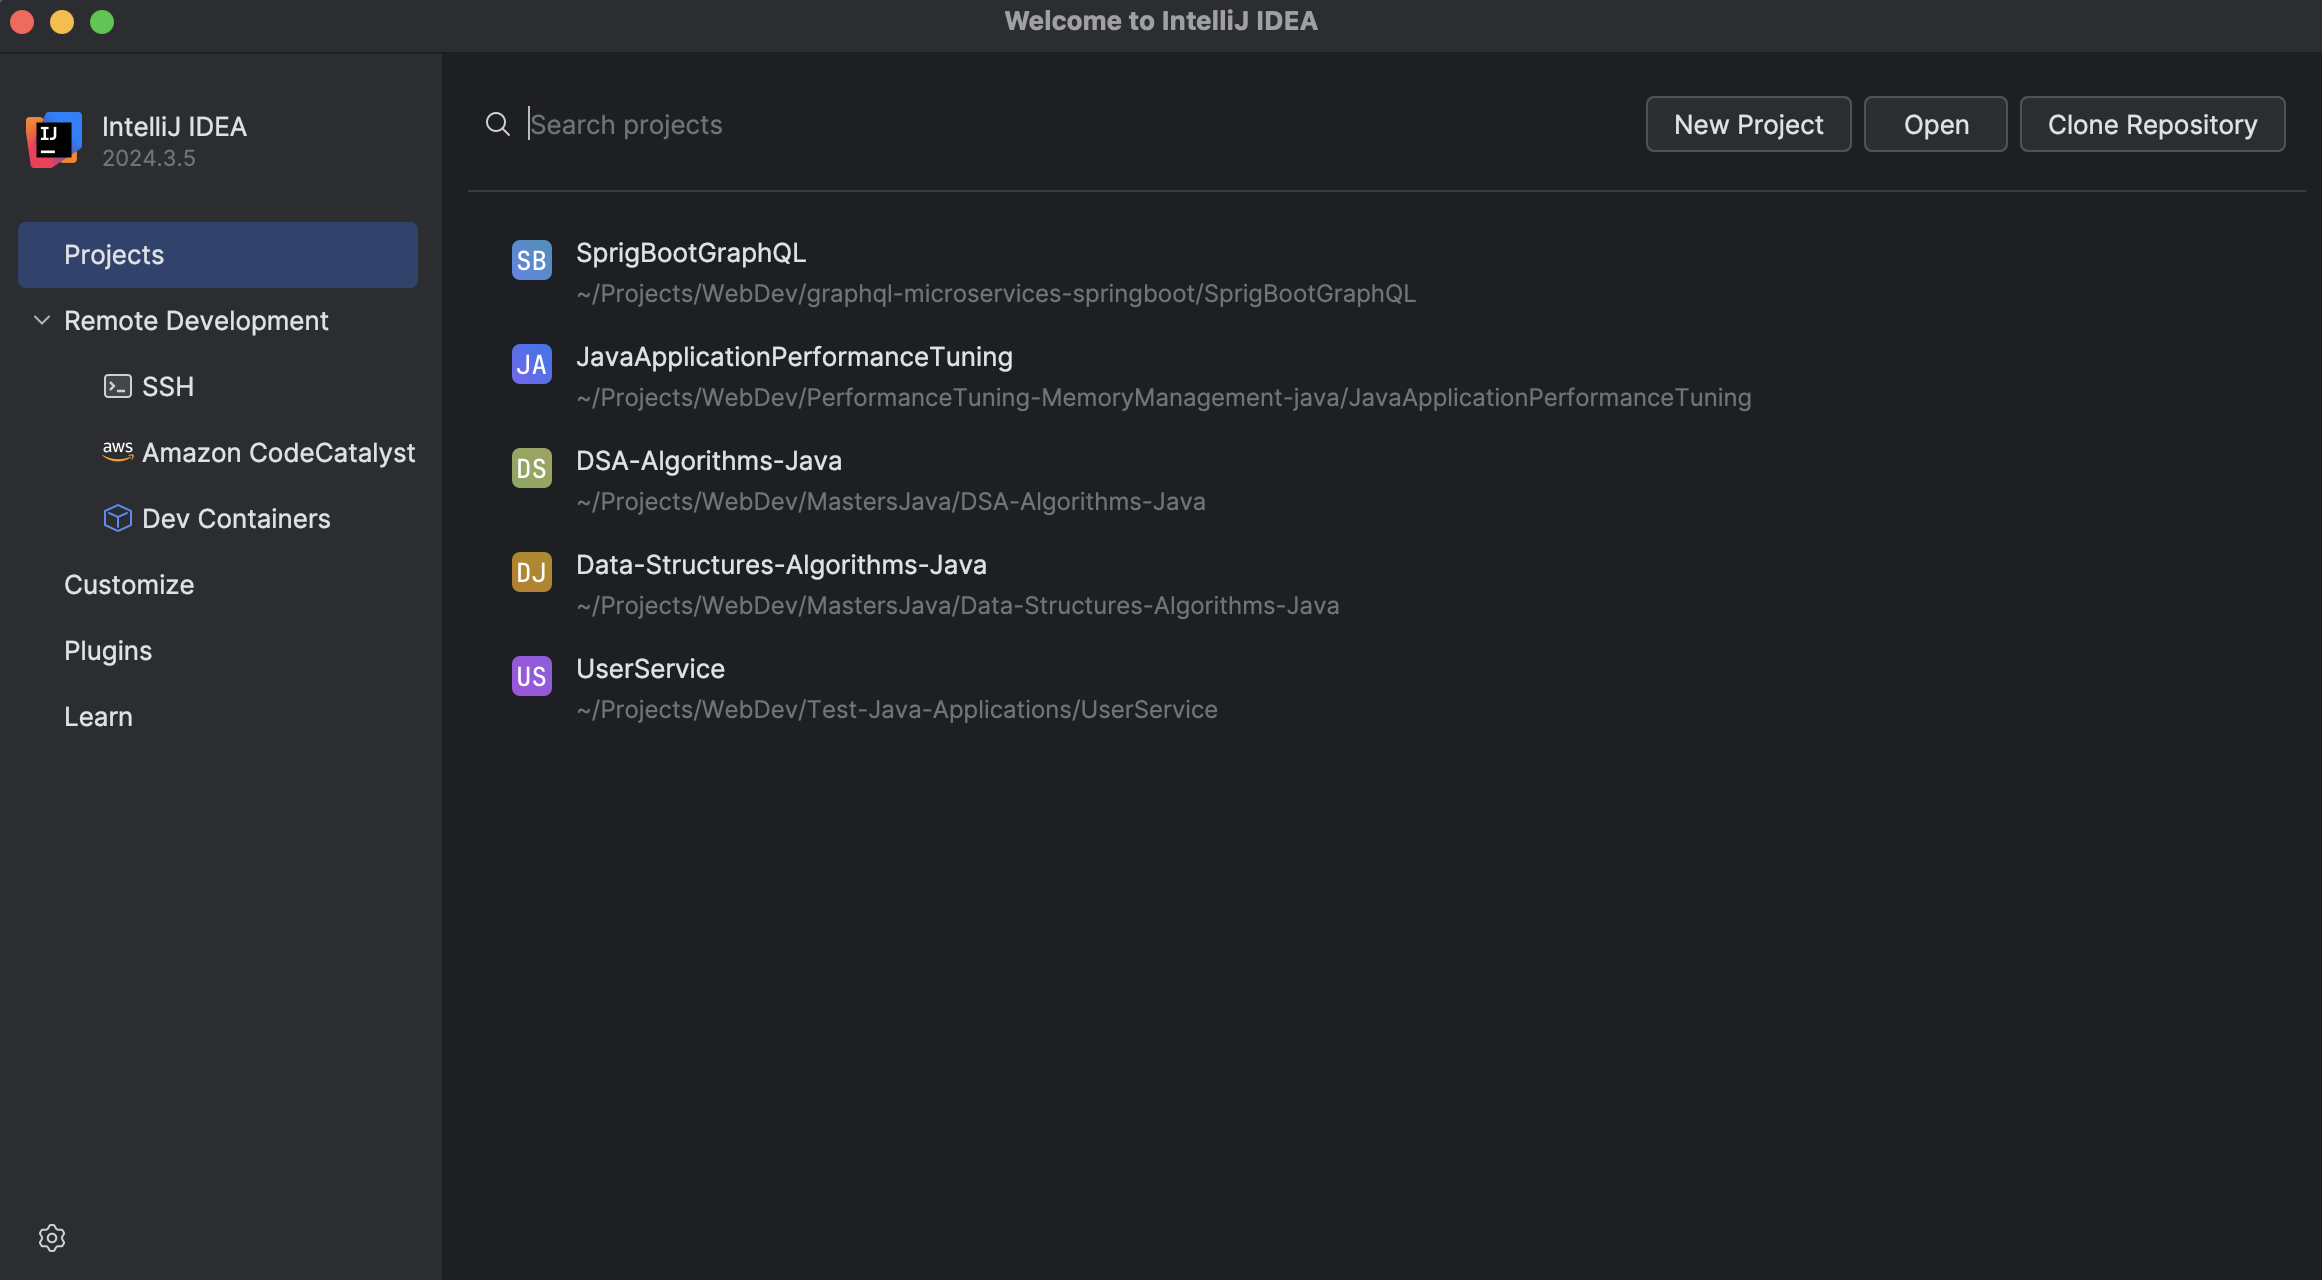 Welcome to IntelliJ IDEA
IJ
IntelliJ IDEA
2024.3.5
Projects
Remote Development
SSH
aws Amazon CodeCatalyst
Dev Containers
Customize
Plugins
Learn
Search projects
New Project
Open
Clone Repository
SB SprigBootGraphQL
~/Projects/WebDev/graphql-microservices-springboot/SprigBootGraphQL
JA JavaApplicationPerformanceTuning
~/Projects/WebDev/PerformanceTuning-MemoryManagement-java/JavaApplicationPerformanceTuning
DS DSA-Algorithms-Java
~/Projects/WebDev/MastersJava/DSA-Algorithms-Java
DJ Data-Structures-Algorithms-Java
~/Projects/WebDev/MastersJava/Data-Structures-Algorithms-Java
US UserService
~/Projects/WebDev/Test-Java-Applications/UserService